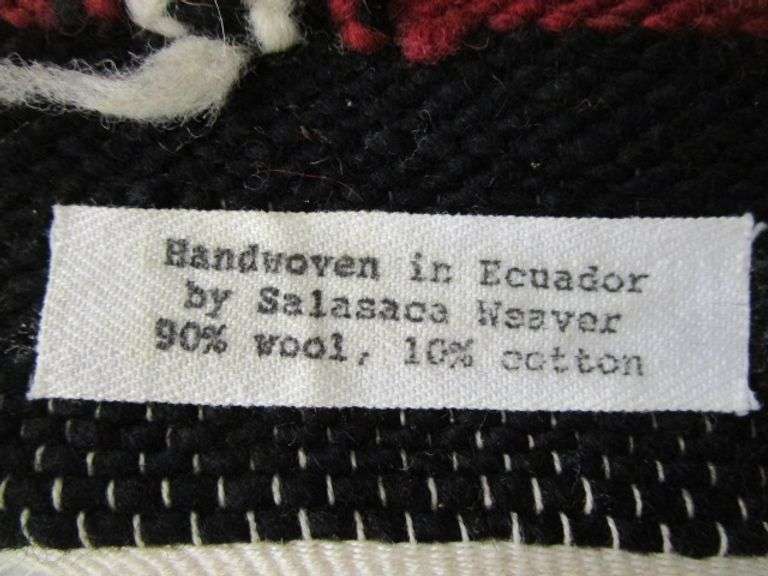 Handwoven in Ecuador
by Salasaca Weaver
90% wool, 10% cotton